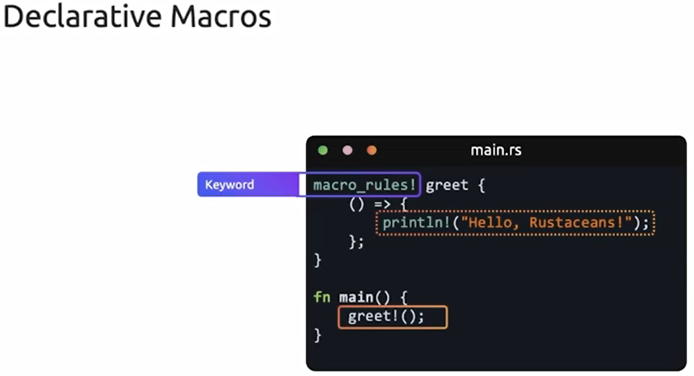 Declarative Macros
main.rs
Keyword
macro_rules! greet {
    () => {
        println!("Hello, Rustaceans!");
    };
}
fn main() {
    greet!();
}